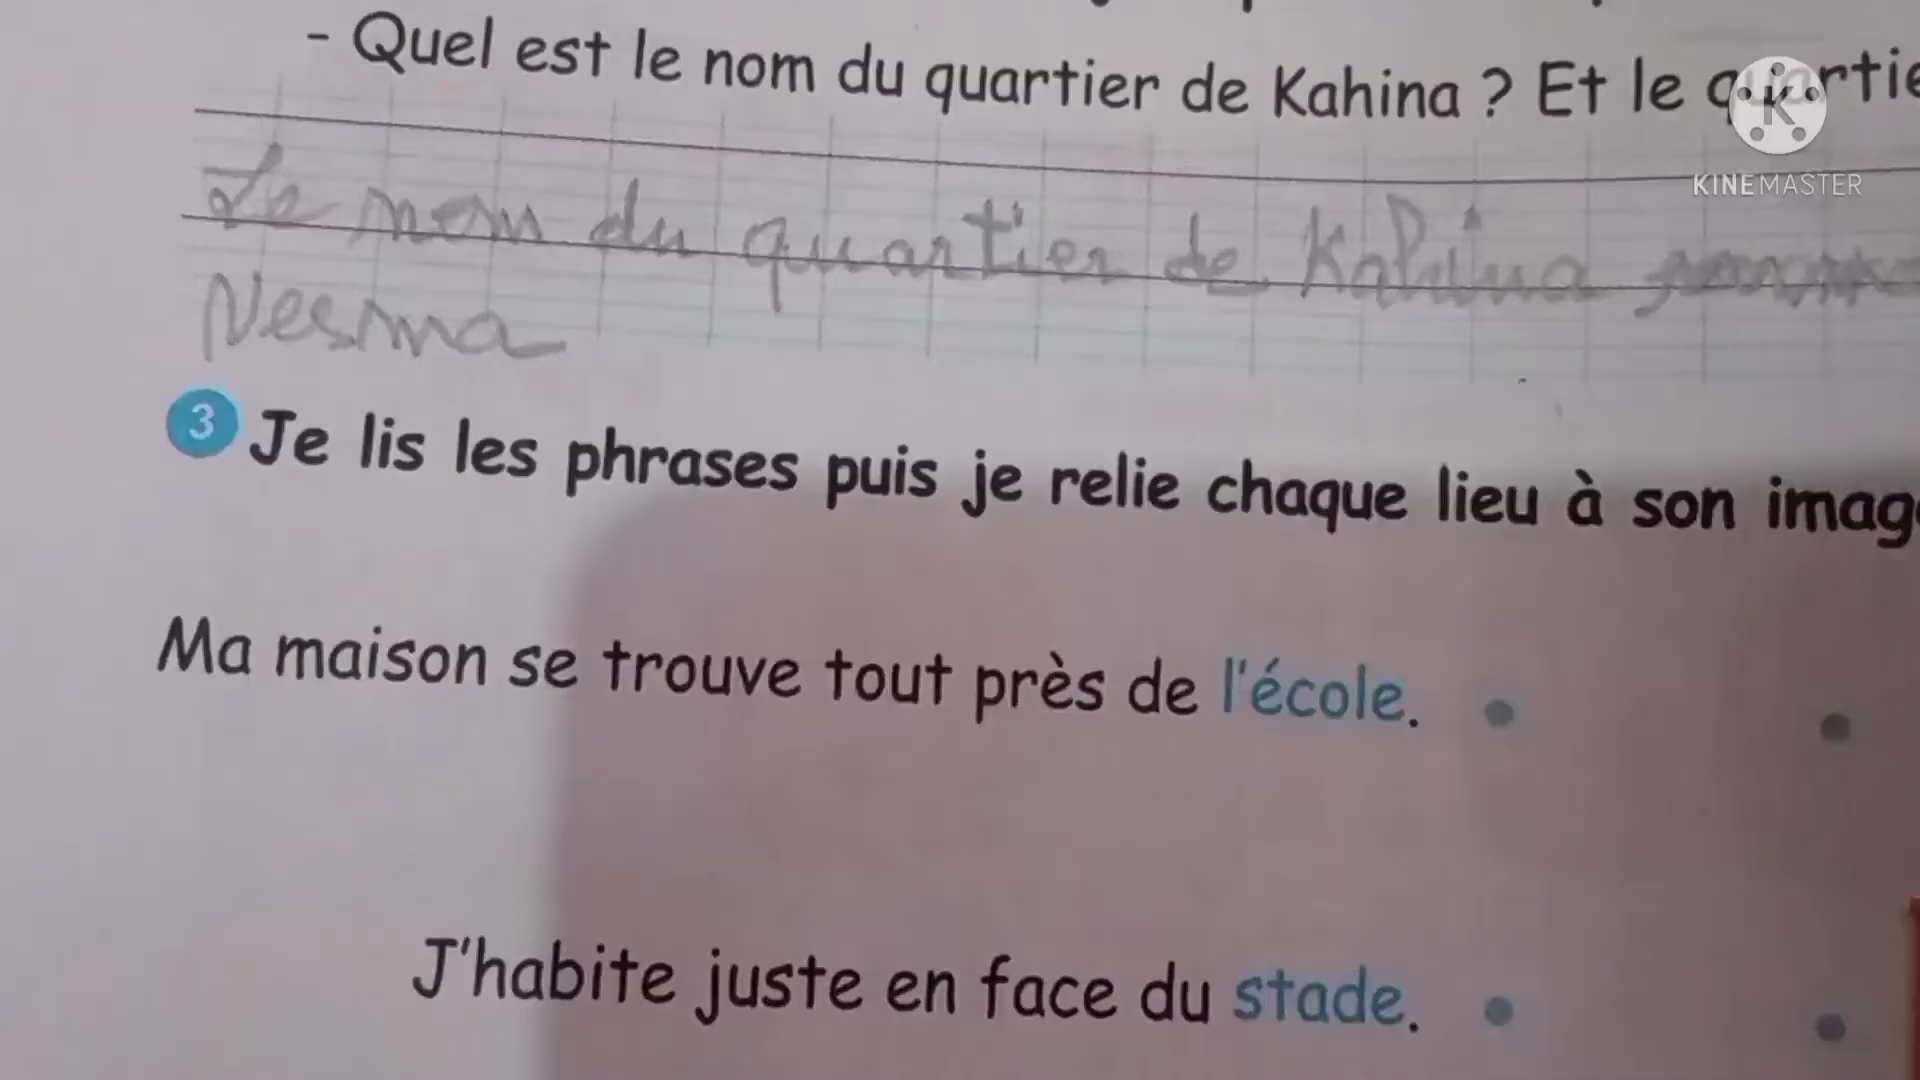 - Quel est le nom du quartier de Kahina ? Et le quartie
KINEMASTER
Le nom du quartier de Kahina
Nesma
3 Je lis les phrases puis je relie chaque lieu à son imag
Ma maison se trouve tout près de l'école.
J'habite juste en face du stade.